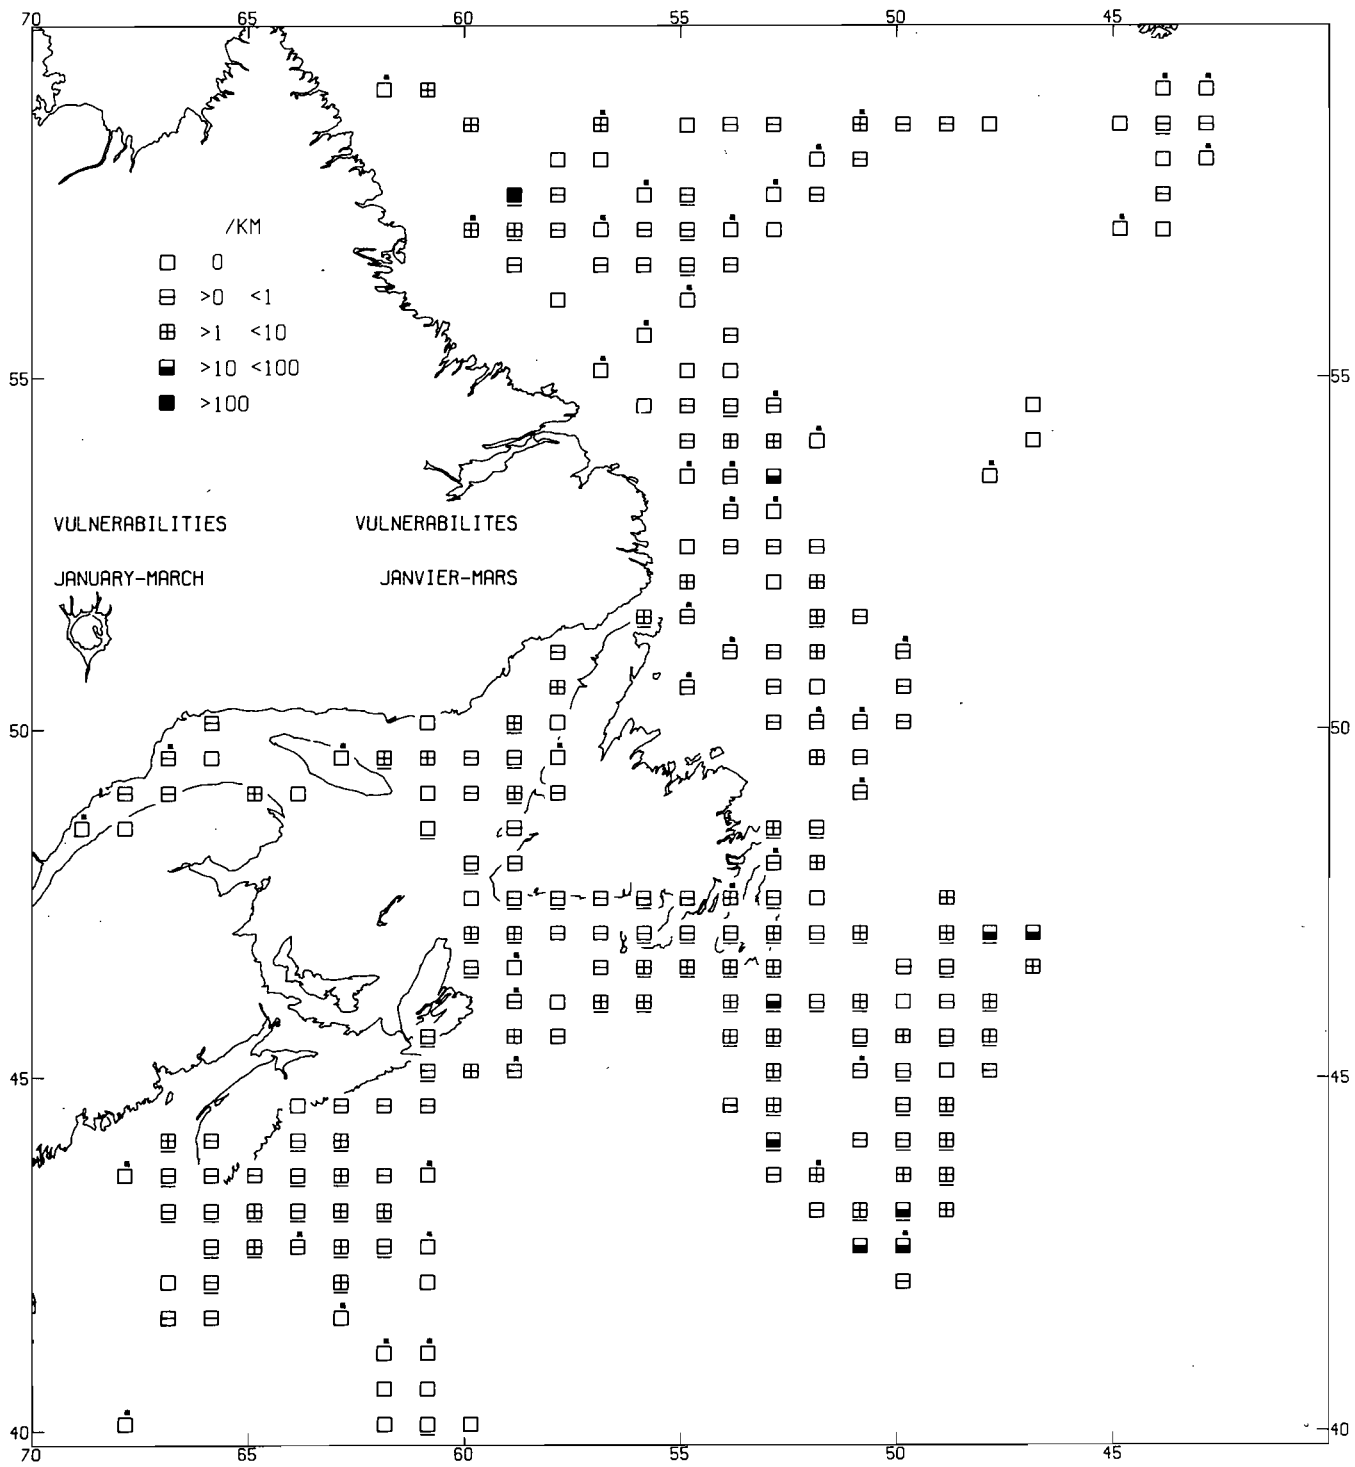 70 65 60 55 50 45
/KM
0
>0 <1
>1 <10
>10 <100
>100
55 55
VULNERABILITIES VULNERABILITES
JANUARY-MARCH JANVIER-MARS
50 50
45 45
40 40
70 65 60 55 50 45